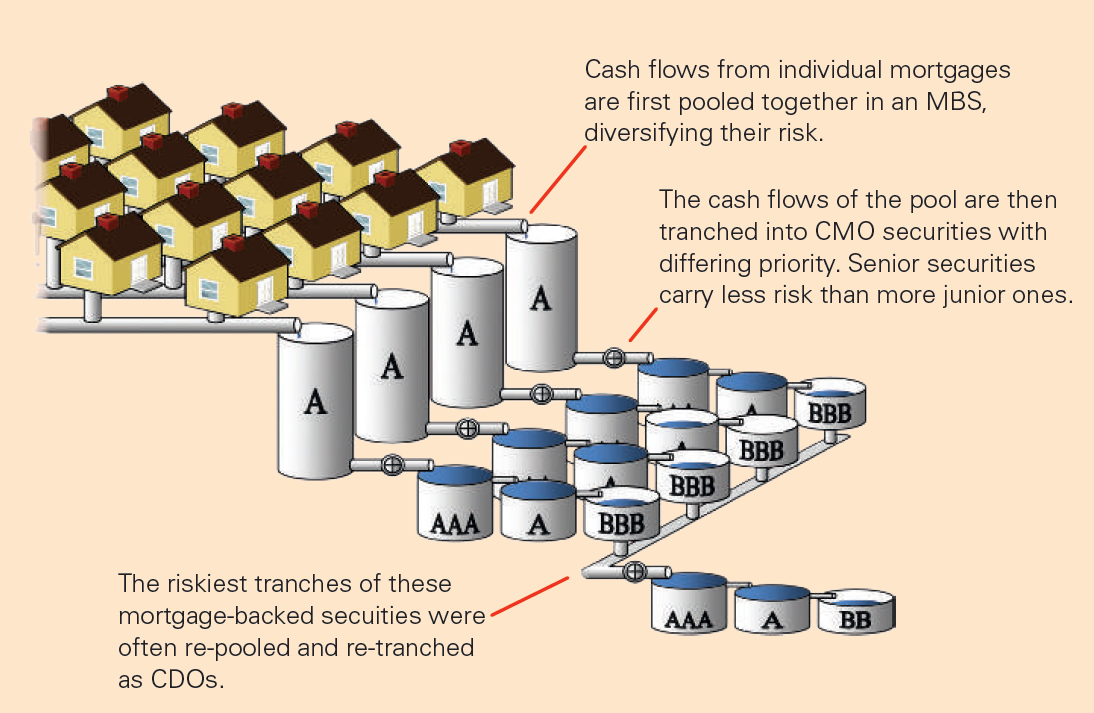 Cash flows from individual mortgages
are first pooled together in an MBS,
diversifying their risk.
The cash flows of the pool are then
tranched into CMO securities with
differing priority. Senior securities
carry less risk than more junior ones.
A
A
A
A
A
BBB
BBB
A
BBB
AAA
A
BBB
The riskiest tranches of these
mortgage-backed secuities were
often re-pooled and re-tranched
as CDOs.
AAA
A
BB